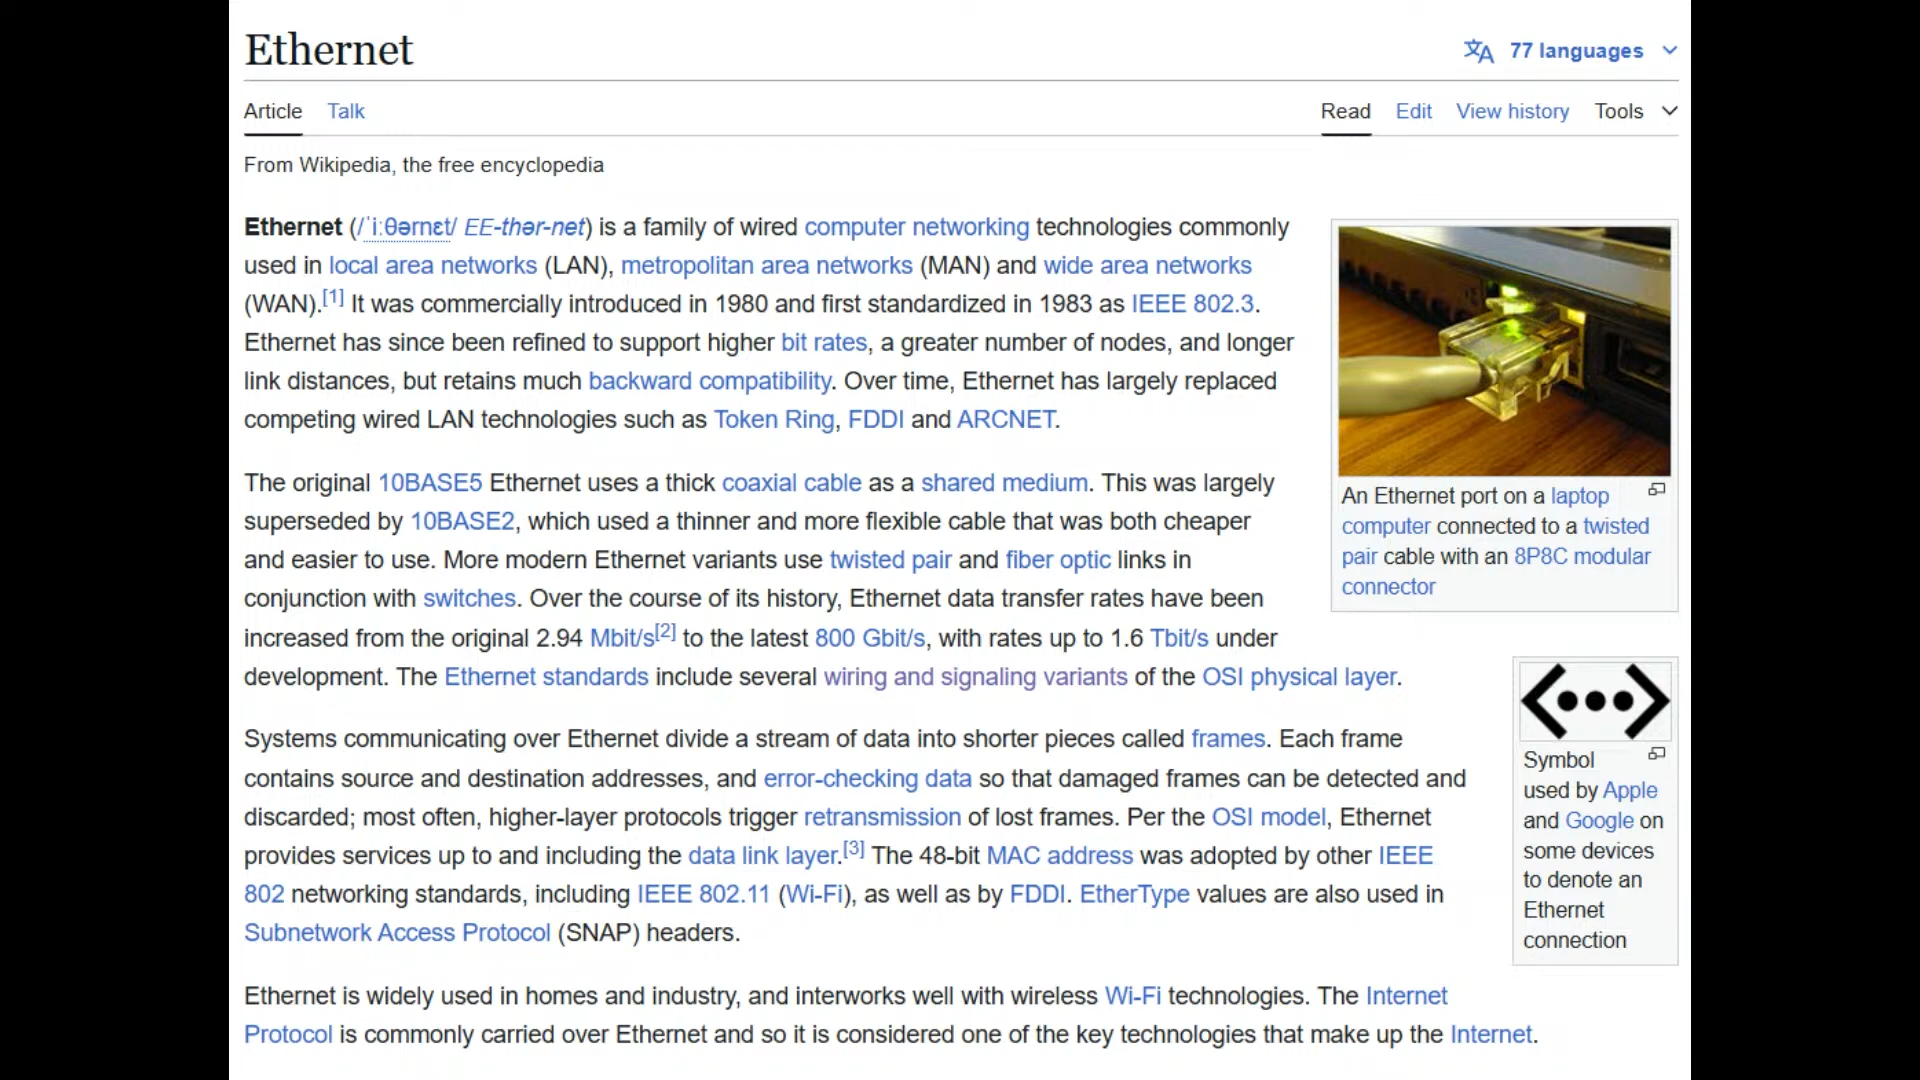 Ethernet
77 languages
Article Talk Read Edit View history Tools
From Wikipedia, the free encyclopedia
Ethernet (/ˈiːθərnɛt/ EE-thər-net) is a family of wired computer networking technologies commonly
used in local area networks (LAN), metropolitan area networks (MAN) and wide area networks
(WAN).[1] It was commercially introduced in 1980 and first standardized in 1983 as IEEE 802.3.
Ethernet has since been refined to support higher bit rates, a greater number of nodes, and longer
link distances, but retains much backward compatibility. Over time, Ethernet has largely replaced
competing wired LAN technologies such as Token Ring, FDDI and ARCNET.
An Ethernet port on a laptop
computer connected to a twisted
pair cable with an 8P8C modular
connector
The original 10BASE5 Ethernet uses a thick coaxial cable as a shared medium. This was largely
superseded by 10BASE2, which used a thinner and more flexible cable that was both cheaper
and easier to use. More modern Ethernet variants use twisted pair and fiber optic links in
conjunction with switches. Over the course of its history, Ethernet data transfer rates have been
increased from the original 2.94 Mbit/s[2] to the latest 800 Gbit/s, with rates up to 1.6 Tbit/s under
development. The Ethernet standards include several wiring and signaling variants of the OSI physical layer.
Symbol
used by Apple
and Google on
some devices
to denote an
Ethernet
connection
Systems communicating over Ethernet divide a stream of data into shorter pieces called frames. Each frame
contains source and destination addresses, and error-checking data so that damaged frames can be detected and
discarded; most often, higher-layer protocols trigger retransmission of lost frames. Per the OSI model, Ethernet
provides services up to and including the data link layer.[3] The 48-bit MAC address was adopted by other IEEE
802 networking standards, including IEEE 802.11 (Wi-Fi), as well as by FDDI. EtherType values are also used in
Subnetwork Access Protocol (SNAP) headers.
Ethernet is widely used in homes and industry, and interworks well with wireless Wi-Fi technologies. The Internet
Protocol is commonly carried over Ethernet and so it is considered one of the key technologies that make up the Internet.